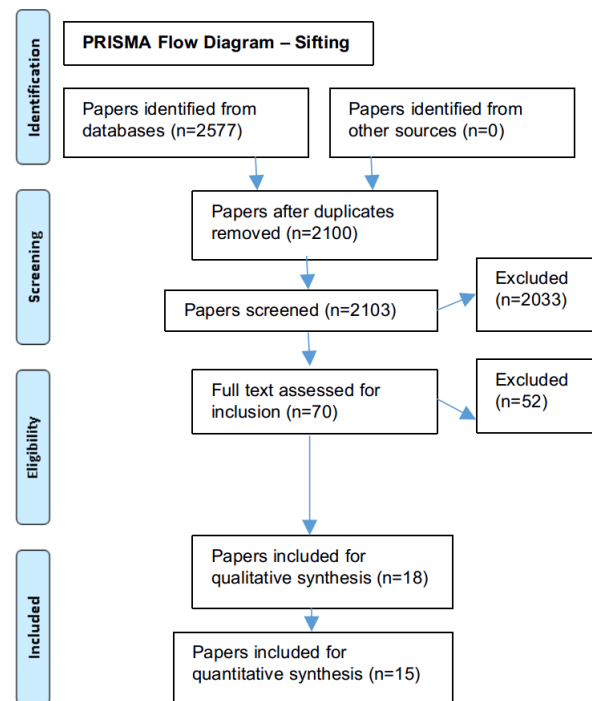 PRISMA Flow Diagram – Sifting
Identification
Papers identified from
databases (n=2577)
Papers identified from
other sources (n=0)
Screening
Papers after duplicates
removed (n=2100)
Papers screened (n=2103)
Excluded
(n=2033)
Eligibility
Full text assessed for
inclusion (n=70)
Excluded
(n=52)
Included
Papers included for
qualitative synthesis (n=18)
Papers included for
quantitative synthesis (n=15)